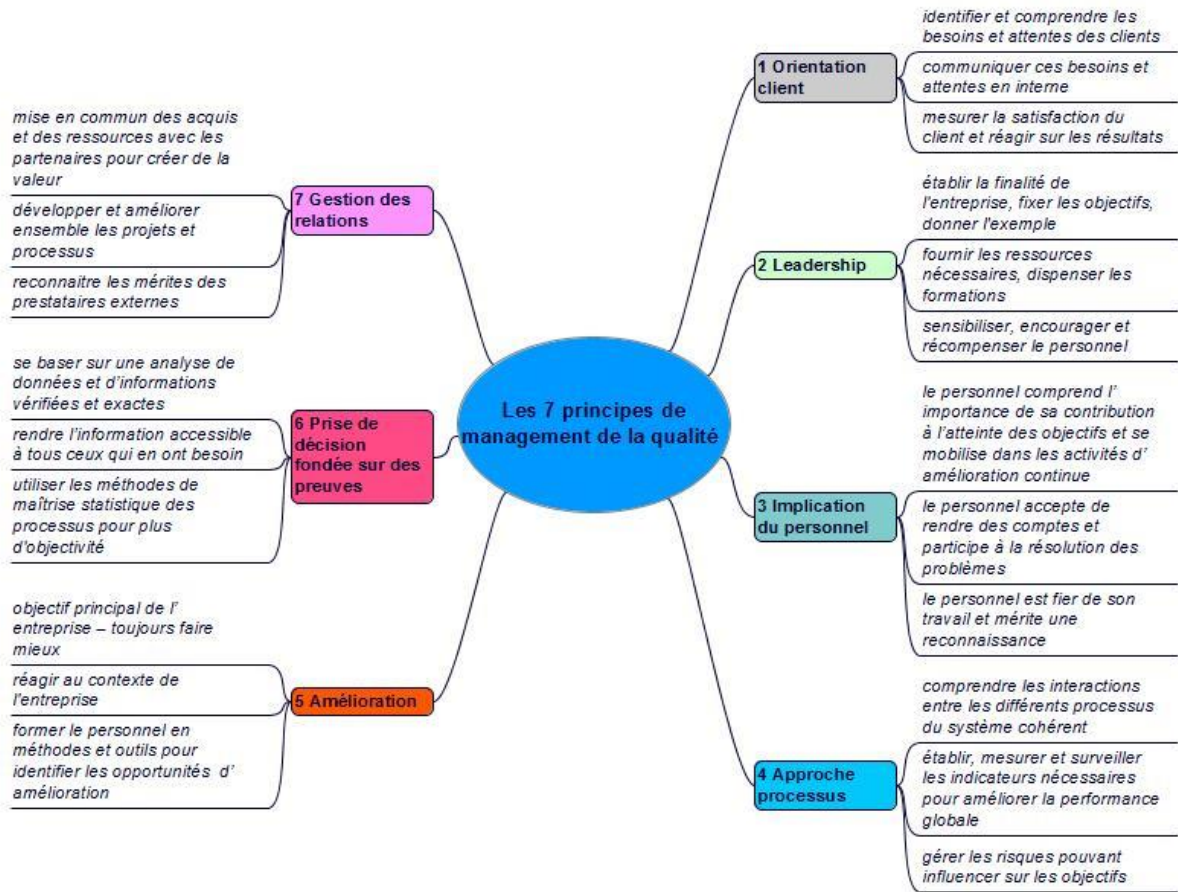 Les 7 principes de
management de la qualité
1 Orientation
client
identifier et comprendre les
besoins et attentes des clients
communiquer ces besoins et
attentes en interne
mesurer la satisfaction du
client et réagir sur les résultats
2 Leadership
établir la finalité de
l'entreprise, fixer les objectifs,
donner l'exemple
fournir les ressources
nécessaires, dispenser les
formations
sensibiliser, encourager et
récompenser le personnel
3 Implication
du personnel
le personnel comprend l’
importance de sa contribution
à l’atteinte des objectifs et se
mobilise dans les activités d’
amélioration continue
le personnel accepte de
rendre des comptes et
participe à la résolution des
problèmes
le personnel est fier de son
travail et mérite une
reconnaissance
4 Approche
processus
comprendre les interactions
entre les différents processus
du système cohérent
établir, mesurer et surveiller
les indicateurs nécessaires
pour améliorer la performance
globale
gérer les risques pouvant
influencer sur les objectifs
5 Amélioration
objectif principal de l’
entreprise – toujours faire
mieux
réagir au contexte de
l'entreprise
former le personnel en
méthodes et outils pour
identifier les opportunités d’
amélioration
6 Prise de
décision
fondée sur des
preuves
se baser sur une analyse de
données et d’informations
vérifiées et exactes
rendre l’information accessible
à tous ceux qui en ont besoin
utiliser les méthodes de
maîtrise statistique des
processus pour plus
d’objectivité
7 Gestion des
relations
mise en commun des acquis
et des ressources avec les
partenaires pour créer de la
valeur
développer et améliorer
ensemble les projets et
processus
reconnaitre les mérites des
prestataires externes